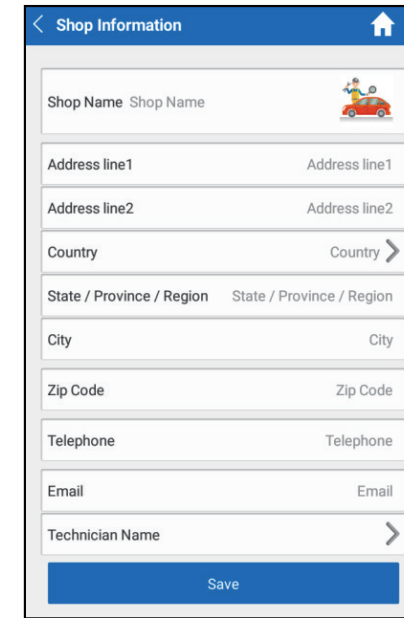 Shop Information
Shop Name Shop Name
Address line1 Address line1
Address line2 Address line2
Country Country
State / Province / Region State / Province / Region
City City
Zip Code Zip Code
Telephone Telephone
Email Email
Technician Name
Save